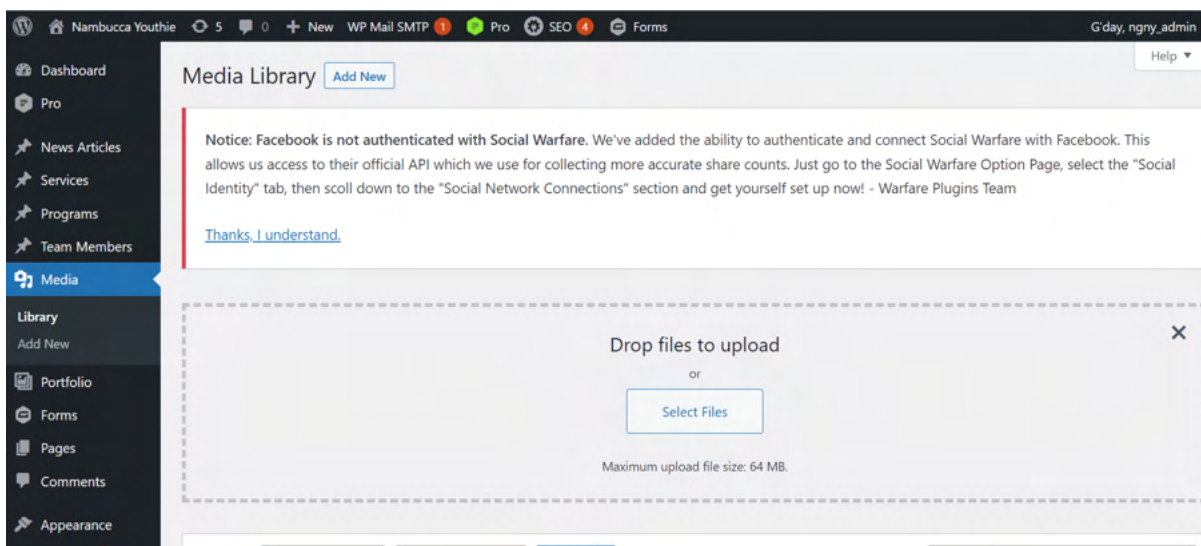 Nambucca Youthie 5 0 + New WP Mail SMTP 1 Pro SEO 4 Forms G'day, ngny_admin
Help ▼
Dashboard
Pro
News Articles
Services
Programs
Team Members
Media
Library
Add New
Portfolio
Forms
Pages
Comments
Appearance
Media Library Add New
Notice: Facebook is not authenticated with Social Warfare. We've added the ability to authenticate and connect Social Warfare with Facebook. This
allows us access to their official API which we use for collecting more accurate share counts. Just go to the Social Warfare Option Page, select the "Social
Identity" tab, then scoll down to the "Social Network Connections" section and get yourself set up now! - Warfare Plugins Team
Thanks, I understand.
Drop files to upload
or
Select Files
Maximum upload file size: 64 MB.